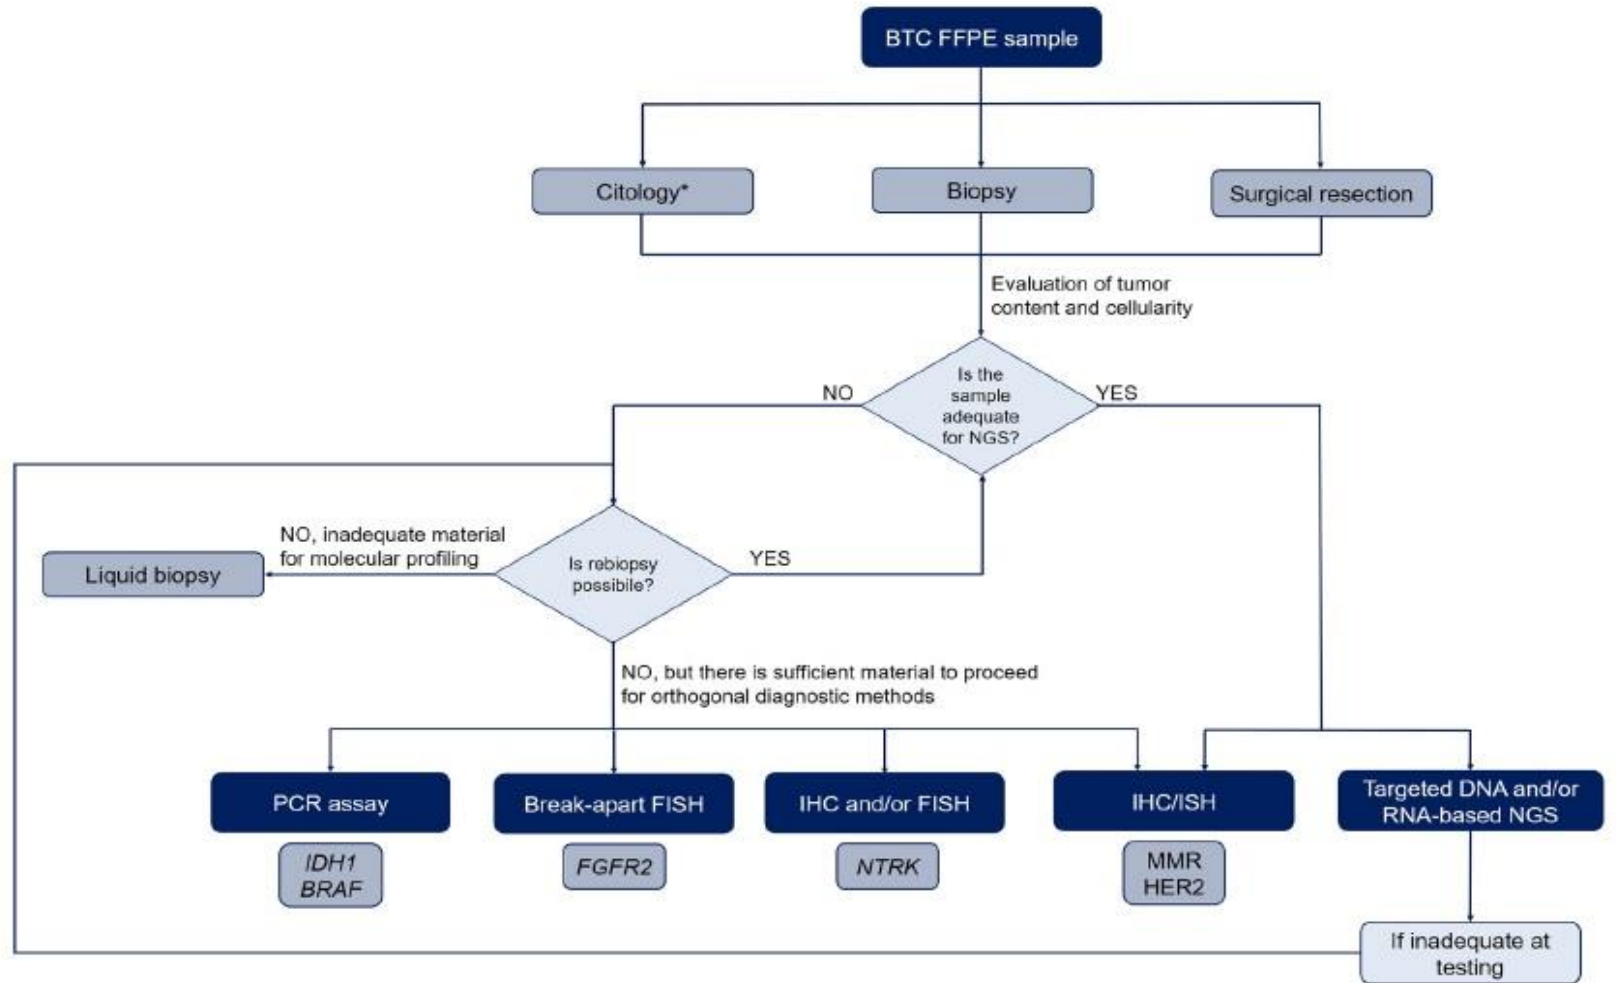 BTC FFPE sample
Citology*
Biopsy
Surgical resection
Evaluation of tumor
content and cellularity
Is the
sample
adequate
for NGS?
NO
YES
NO, inadequate material
for molecular profiling
Liquid biopsy
Is rebiopsy
possibile?
YES
NO, but there is sufficient material to proceed
for orthogonal diagnostic methods
PCR assay
IDH1
BRAF
Break-apart FISH
FGFR2
IHC and/or FISH
NTRK
IHC/ISH
MMR
HER2
Targeted DNA and/or
RNA-based NGS
If inadequate at
testing